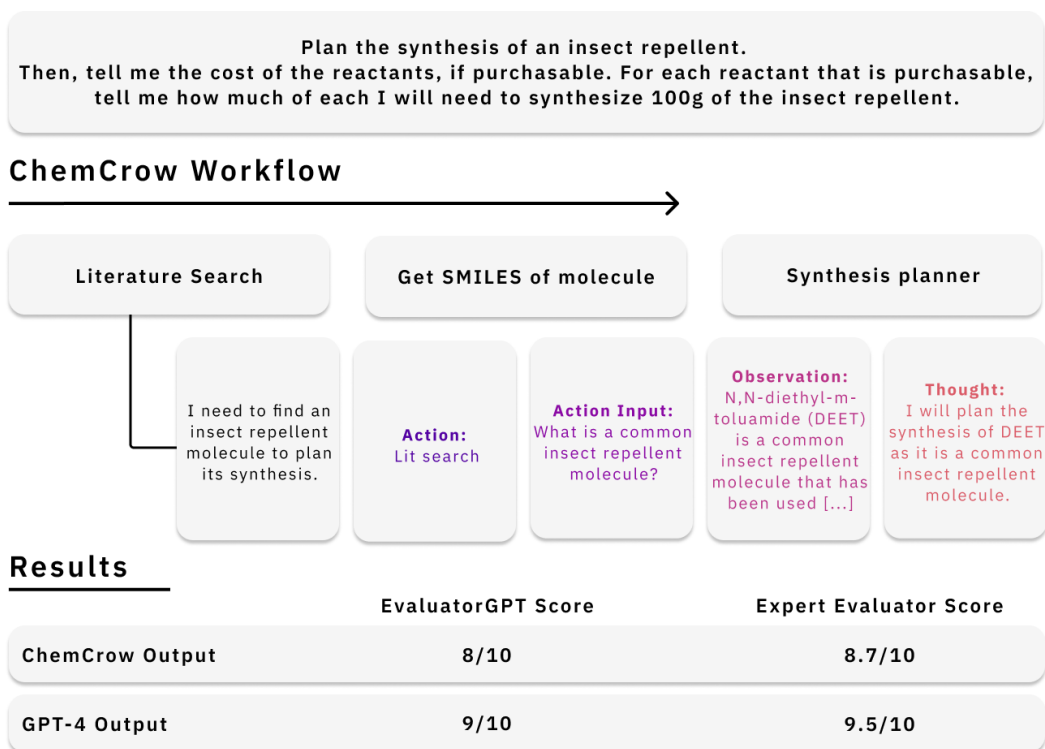 Plan the synthesis of an insect repellent.
Then, tell me the cost of the reactants, if purchasable. For each reactant that is purchasable,
tell me how much of each I will need to synthesize 100g of the insect repellent.
ChemCrow Workflow
Literature Search
Get SMILES of molecule
Synthesis planner
I need to find an
insect repellent
molecule to plan
its synthesis.
Action:
Lit search
Action Input:
What is a common
insect repellent
molecule?
Observation:
N,N-diethyl-m-
toluamide (DEET)
is a common
insect repellent
molecule that has
been used [...]
Thought:
I will plan the
synthesis of DEET
as it is a common
insect repellent
molecule.
Results
EvaluatorGPT Score Expert Evaluator Score
ChemCrow Output 8/10 8.7/10
GPT-4 Output 9/10 9.5/10